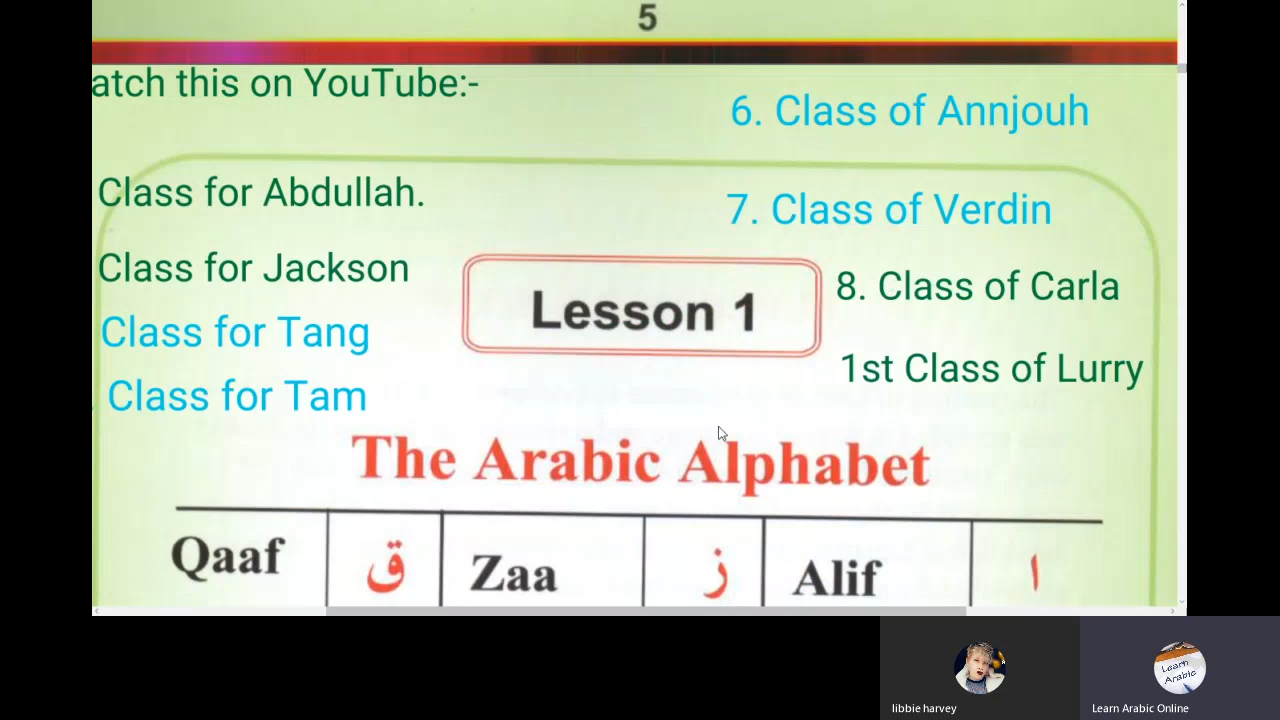 5
atch this on YouTube:-
6. Class of Annjouh
Class for Abdullah.
7. Class of Verdin
Class for Jackson
8. Class of Carla
Lesson 1
Class for Tang
1st Class of Lurry
Class for Tam
The Arabic Alphabet
Qaaf ق Zaa ز Alif ا
libbie harvey
Learn Arabic Online
Learn Arabic